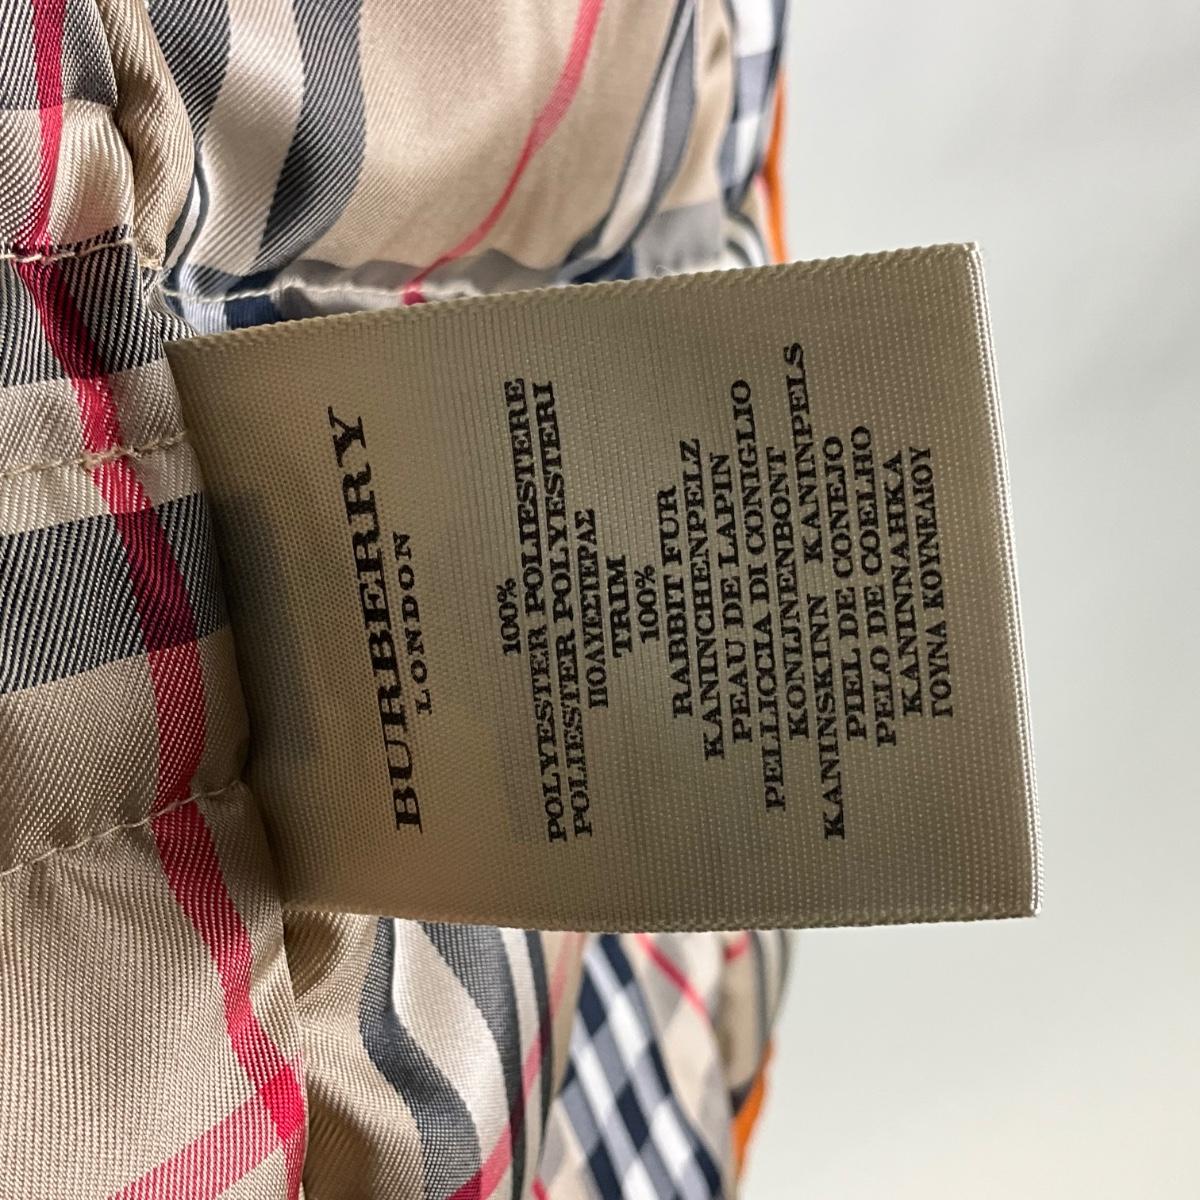 BURBERRY
LONDON
100%
POLYESTER POLIESTERE
POLIESTER POLYESTERI
ΠΟΛΥΕΣΤΕΡΑΣ
TRIM
100%
RABBIT FUR
KANINCHENPELZ
PEAU DE LAPIN
PELLICCIA DI CONIGLIO
KONIJNENBONT
KANINSKINN KANINPELS
PIEL DE CONEJO
PELO DE COELHO
KANINNAHKA
ΓΟΥΝΑ ΚΟΥΝΕΛΙΟΥ